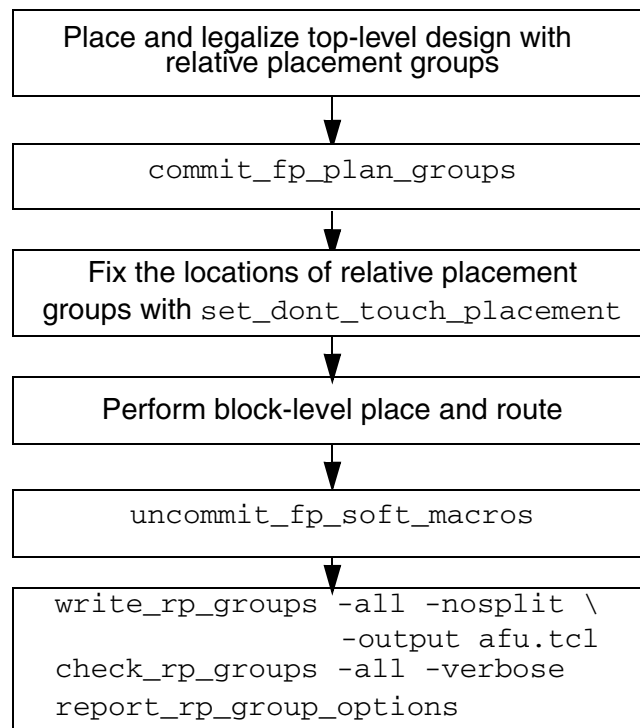 Place and legalize top-level design with
relative placement groups
commit_fp_plan_groups
Fix the locations of relative placement
groups with set_dont_touch_placement
Perform block-level place and route
uncommit_fp_soft_macros
write_rp_groups -all -nosplit \
-output afu.tcl
check_rp_groups -all -verbose
report_rp_group_options